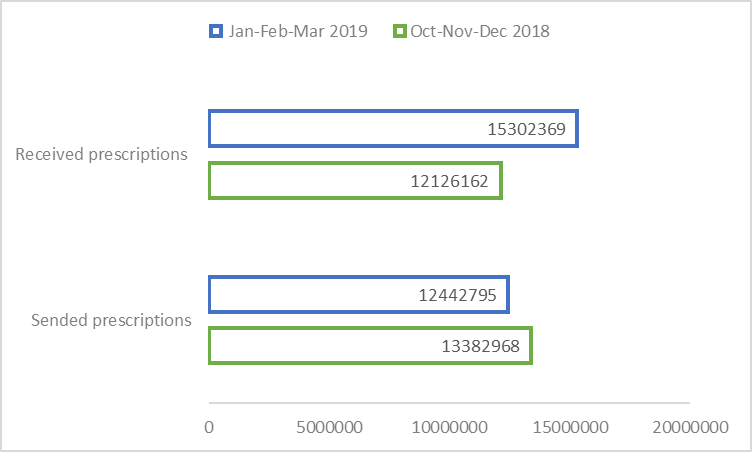 Jan-Feb-Mar 2019 Oct-Nov-Dec 2018
Received prescriptions
15302369
12126162
Sended prescriptions
12442795
13382968
0 5000000 10000000 15000000 20000000